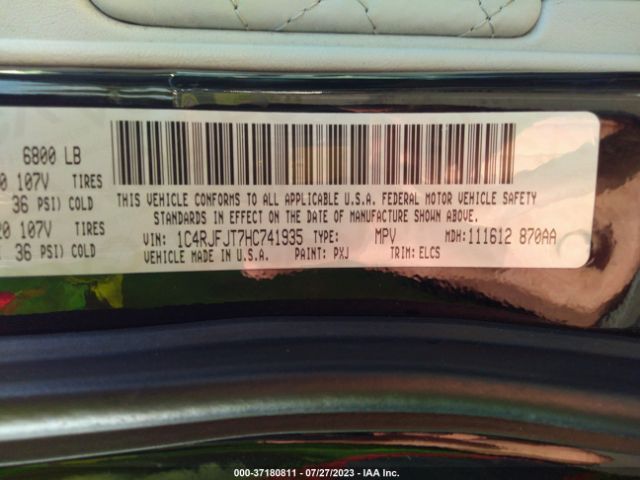 6800 LB
0 107V TIRES
36 PSI) COLD
20 107V TIRES
36 PSI) COLD
THIS VEHICLE CONFORMS TO ALL APPLICABLE U.S.A. FEDERAL MOTOR VEHICLE SAFETY
STANDARDS IN EFFECT ON THE DATE OF MANUFACTURE SHOWN ABOVE.
VIN: 1C4RJFJT7HC741935 TYPE: MPV MDH:111612 870AA
VEHICLE MADE IN U.S.A. PAINT: PXJ TRIM: ELCS
000-37180811 - 07/27/2023 - IAA Inc.